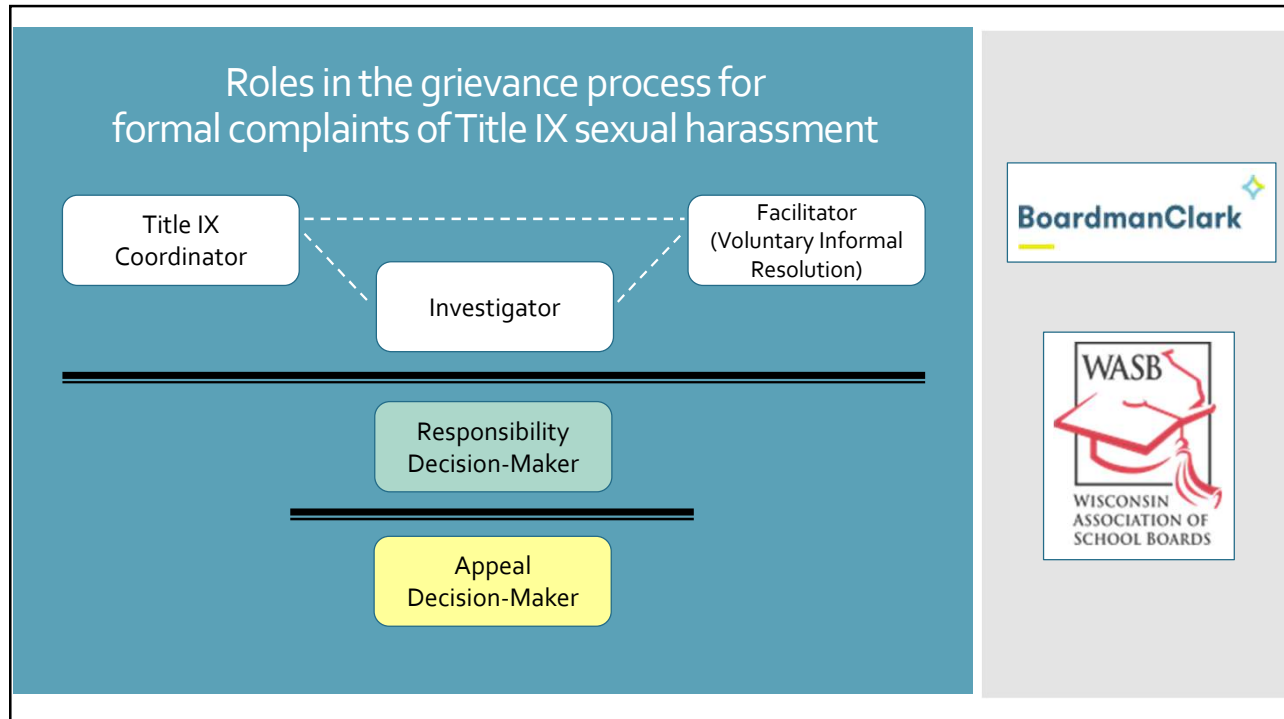 Roles in the grievance process for
formal complaints of Title IX sexual harassment
Title IX
Coordinator
Facilitator
(Voluntary Informal
Resolution)
Investigator
Responsibility
Decision-Maker
Appeal
Decision-Maker
BoardmanClark
WASB
WISCONSIN
ASSOCIATION OF
SCHOOL BOARDS